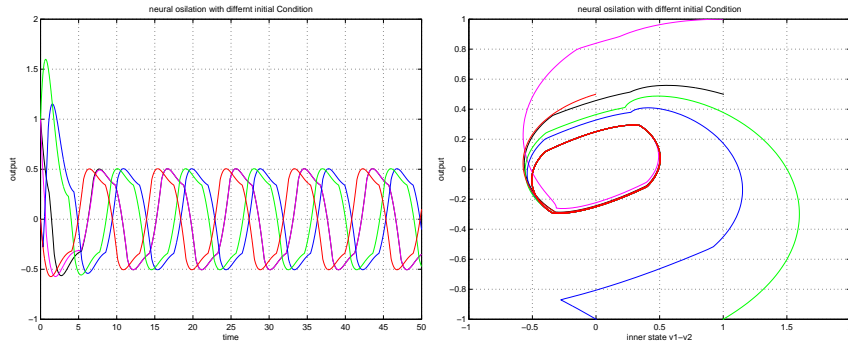 neural osilation with differnt initial Condition
2
1.5
1
0.5
0
−0.5
−1
output
0 5 10 15 20 25 30 35 40 45 50
time
neural osilation with differnt initial Condition
1
0.8
0.6
0.4
0.2
0
−0.2
−0.4
−0.6
−0.8
−1
output
−1 −0.5 0 0.5 1 1.5
inner state v1−v2